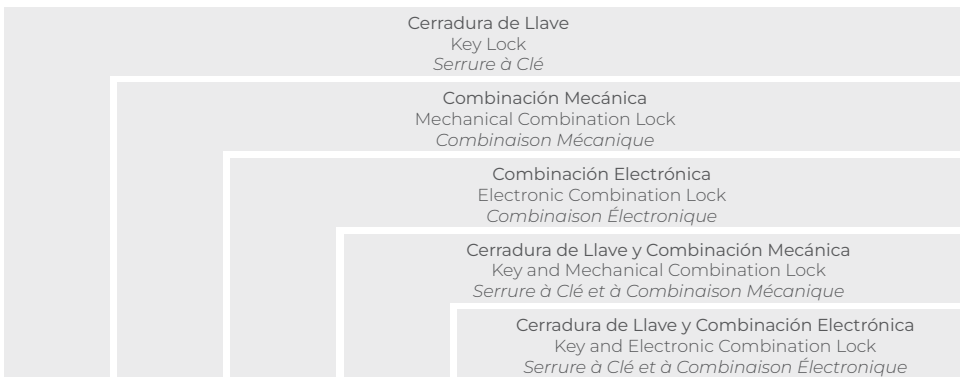 Cerradura de Llave
Key Lock
Serrure à Clé
Combinación Mecánica
Mechanical Combination Lock
Combinaison Mécanique
Combinación Electrónica
Electronic Combination Lock
Combinaison Électronique
Cerradura de Llave y Combinación Mecánica
Key and Mechanical Combination Lock
Serrure à Clé et à Combinaison Mécanique
Cerradura de Llave y Combinación Electrónica
Key and Electronic Combination Lock
Serrure à Clé et à Combinaison Électronique